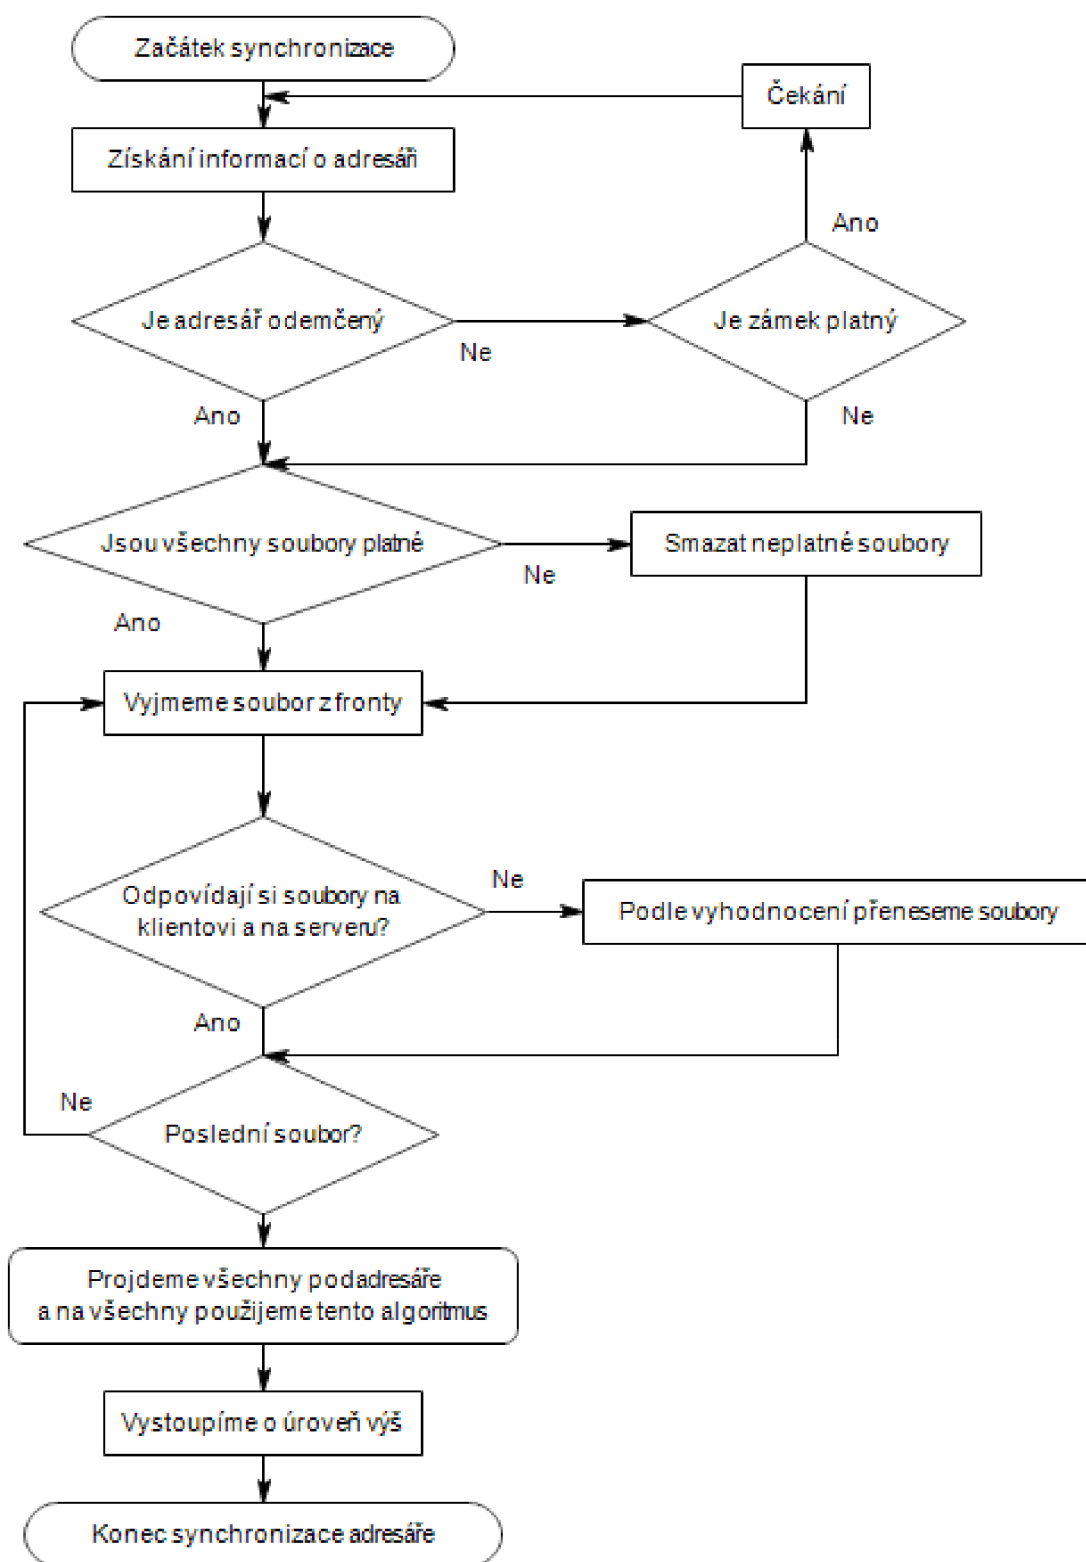 Začátek synchronizace
Čekání
Získání informací o adresáři
Ano
Je adresář odemčený
Je zámek platný
Ne
Ano
Ne
Jsou všechny soubory platné
Smazat neplatné soubory
Ne
Ano
Vyjmeme soubor z fronty
Ne
Odpovídají si soubory na
klientovi a na serveru?
Podle vyhodnocení přeneseme soubory
Ano
Ne
Poslední soubor?
Projdeme všechny podadresáře
a na všechny použijeme tento algoritmus
Vystoupíme o úroveň výš
Konec synchronizace adresáře